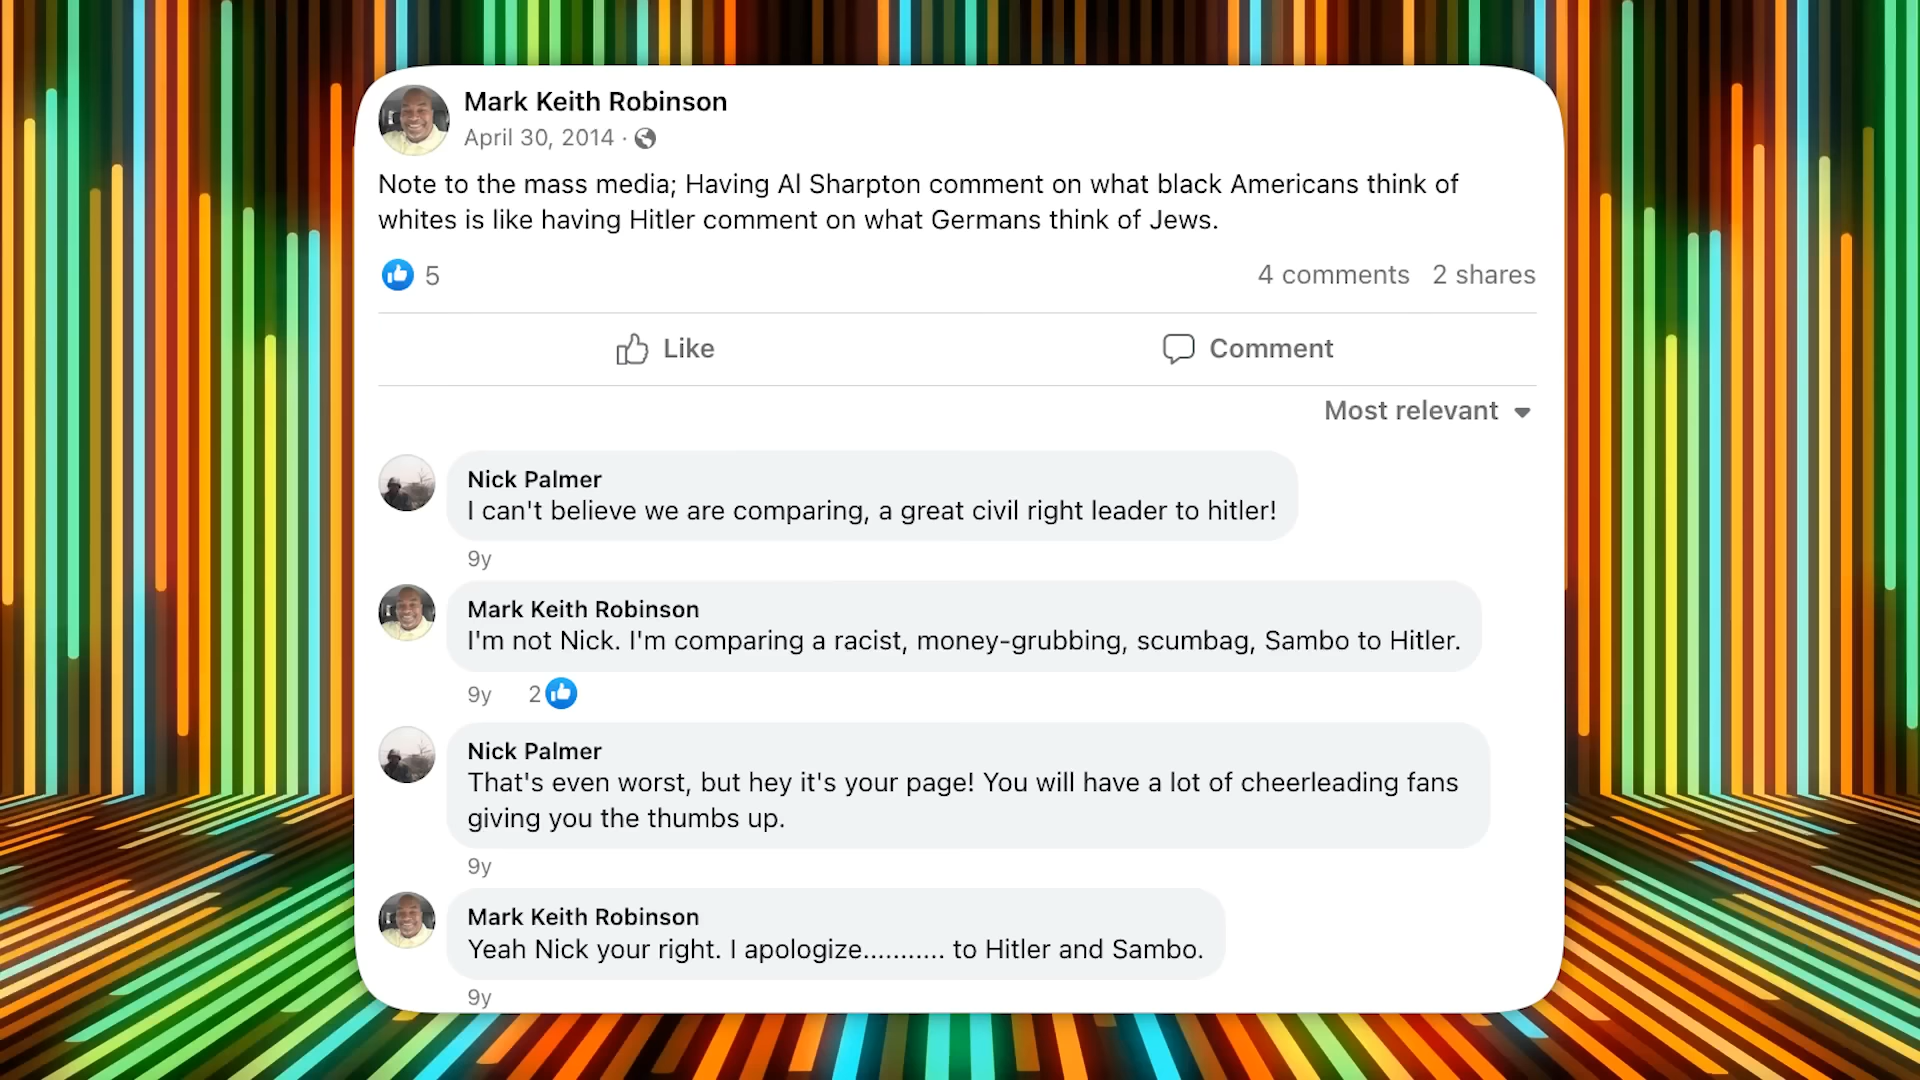 Mark Keith Robinson
April 30, 2014 ·
Note to the mass media; Having Al Sharpton comment on what black Americans think of
whites is like having Hitler comment on what Germans think of Jews.
5
4 comments 2 shares
Like
Comment
Most relevant
Nick Palmer
I can't believe we are comparing, a great civil right leader to hitler!
9y
Mark Keith Robinson
I'm not Nick. I'm comparing a racist, money-grubbing, scumbag, Sambo to Hitler.
9y 2
Nick Palmer
That's even worst, but hey it's your page! You will have a lot of cheerleading fans
giving you the thumbs up.
9y
Mark Keith Robinson
Yeah Nick your right. I apologize........... to Hitler and Sambo.
9y